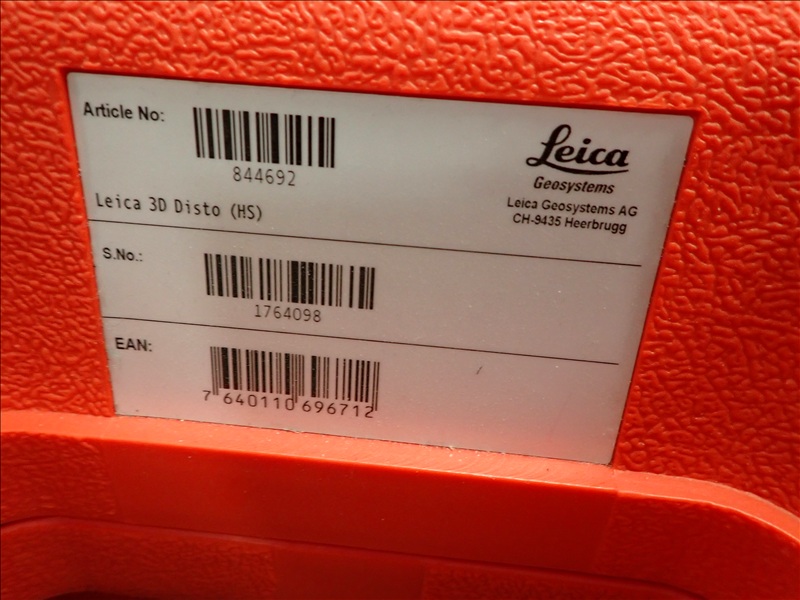 Article No:
844692
Leica 3D Disto (HS)
Leica
Geosystems
Leica Geosystems AG
CH-9435 Heerbrugg
S.No.:
1764098
EAN:
7 640110 696712